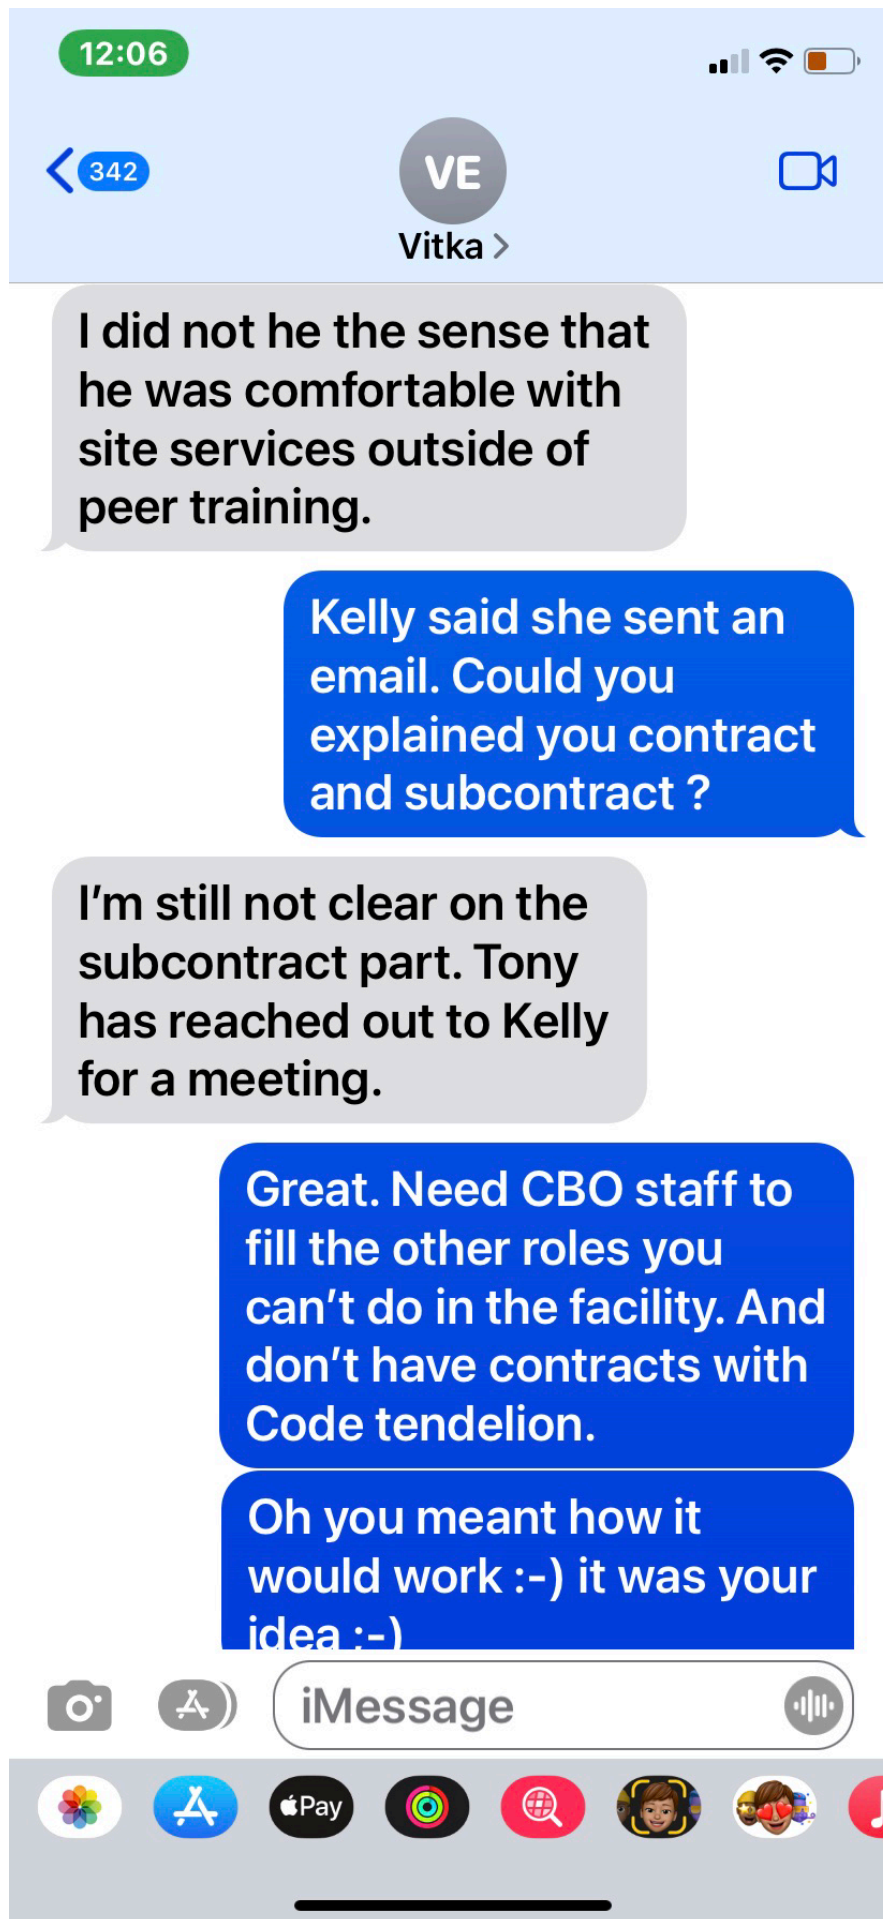 12:06
342
VE
Vitka
I did not he the sense that
he was comfortable with
site services outside of
peer training.
Kelly said she sent an
email. Could you
explained you contract
and subcontract ?
I'm still not clear on the
subcontract part. Tony
has reached out to Kelly
for a meeting.
Great. Need CBO staff to
fill the other roles you
can't do in the facility. And
don't have contracts with
Code tendelion.
Oh you meant how it
would work :-) it was your
idea :-)
iMessage
Pay